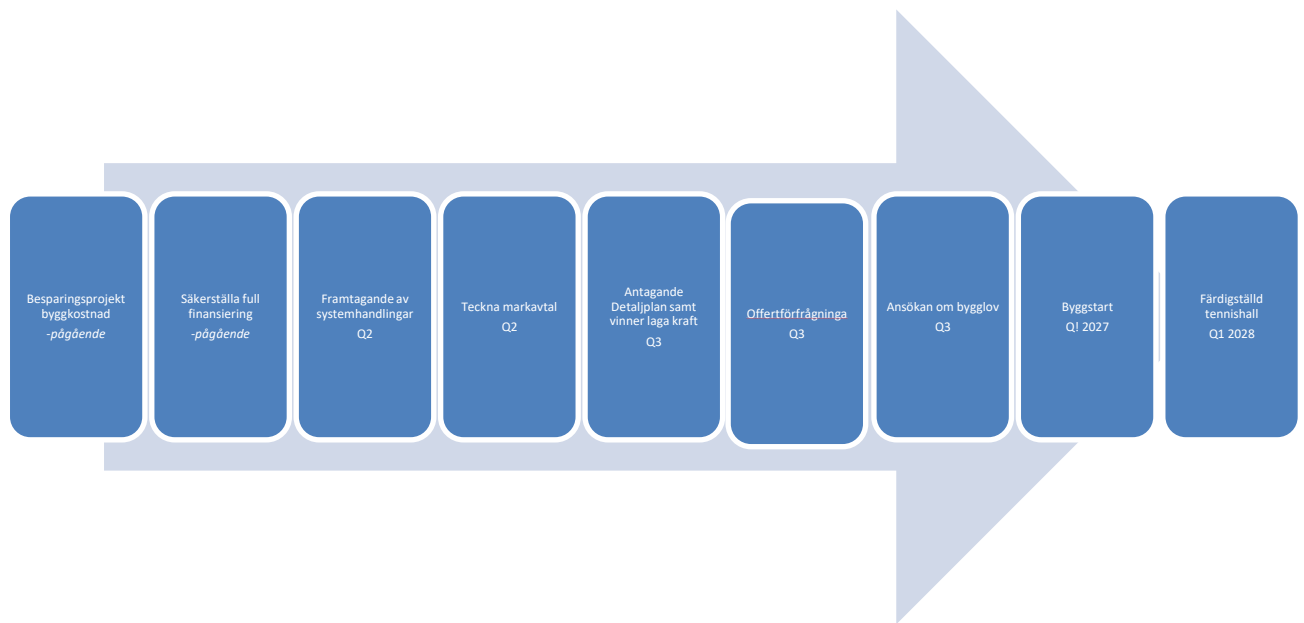 Besparingsprojekt
byggkostnad
-pågående
Säkerställa full
finansiering
-pågående
Framtagande av
systemhandlingar
Q2
Teckna markavtal
Q2
Antagande
Detaljplan samt
vinner laga kraft
Q3
Offertförfrågninga
Q3
Ansökan om bygglov
Q3
Byggstart
Q! 2027
Färdigställd
tennishall
Q1 2028